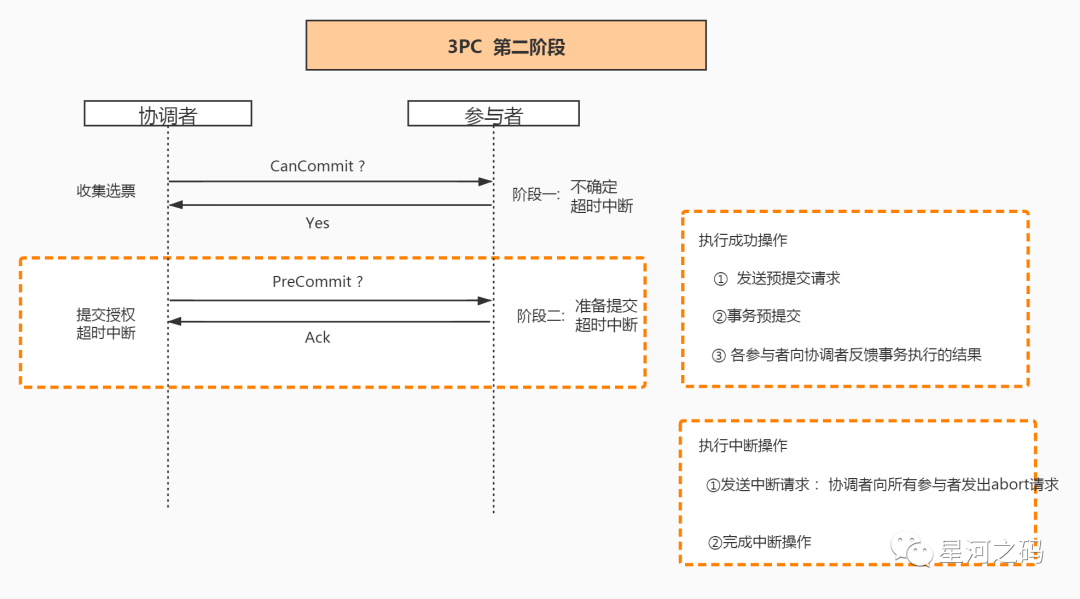 3PC 第二阶段
协调者
参与者
CanCommit ?
收集选票
阶段一:
不确定
超时中断
Yes
PreCommit ?
提交授权
超时中断
阶段二:
准备提交
超时中断
Ack
执行成功操作
① 发送预提交请求
②事务预提交
③ 各参与者向协调者反馈事务执行的结果
执行中断操作
①发送中断请求： 协调者向所有参与者发出abort请求
②完成中断操作
星河之码